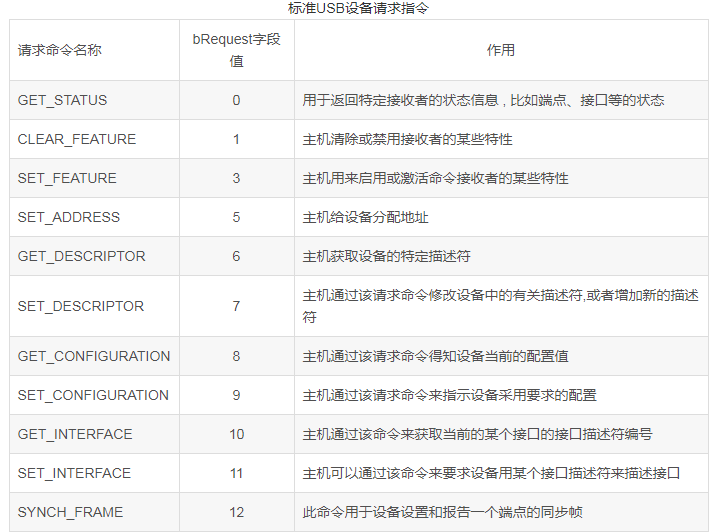 标准USB设备请求指令
请求命令名称 bRequest字段值 作用
GET_STATUS 0 用于返回特定接收者的状态信息，比如端点、接口等的状态
CLEAR_FEATURE 1 主机清除或禁用接收者的某些特性
SET_FEATURE 3 主机用来启用或激活命令接收者的某些特性
SET_ADDRESS 5 主机给设备分配地址
GET_DESCRIPTOR 6 主机获取设备的特定描述符
SET_DESCRIPTOR 7 主机通过该请求命令修改设备中的有关描述符,或者增加新的描述符
GET_CONFIGURATION 8 主机通过该请求命令得知设备当前的配置值
SET_CONFIGURATION 9 主机通过该请求命令来指示设备采用要求的配置
GET_INTERFACE 10 主机通过该命令来获取当前的某个接口的接口描述符编号
SET_INTERFACE 11 主机可以通过该命令来要求设备用某个接口描述符来描述接口
SYNCH_FRAME 12 此命令用于设备设置和报告一个端点的同步帧